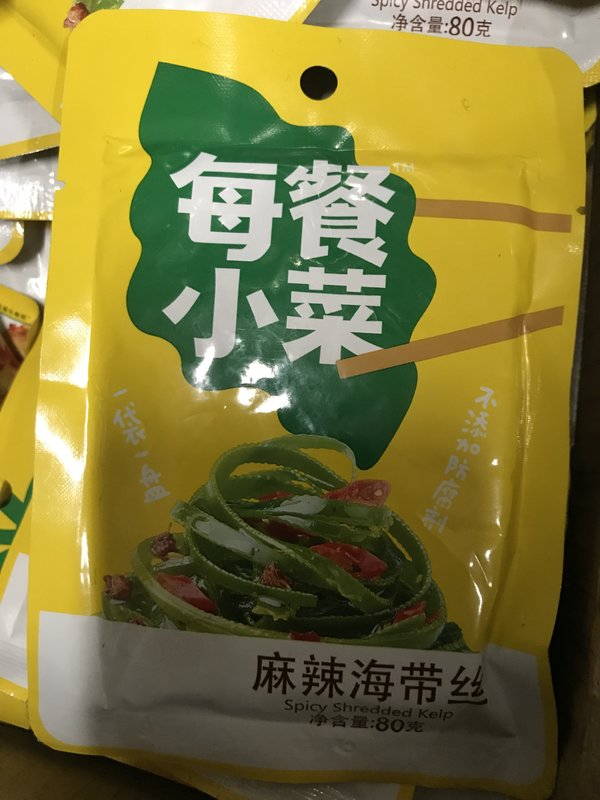 Spicy Shredded Kelp
净含量:80克
每餐
TM
小菜
一袋一餐
不添加防腐剂
麻辣海带丝
Spicy Shredded Kelp
净含量:80克